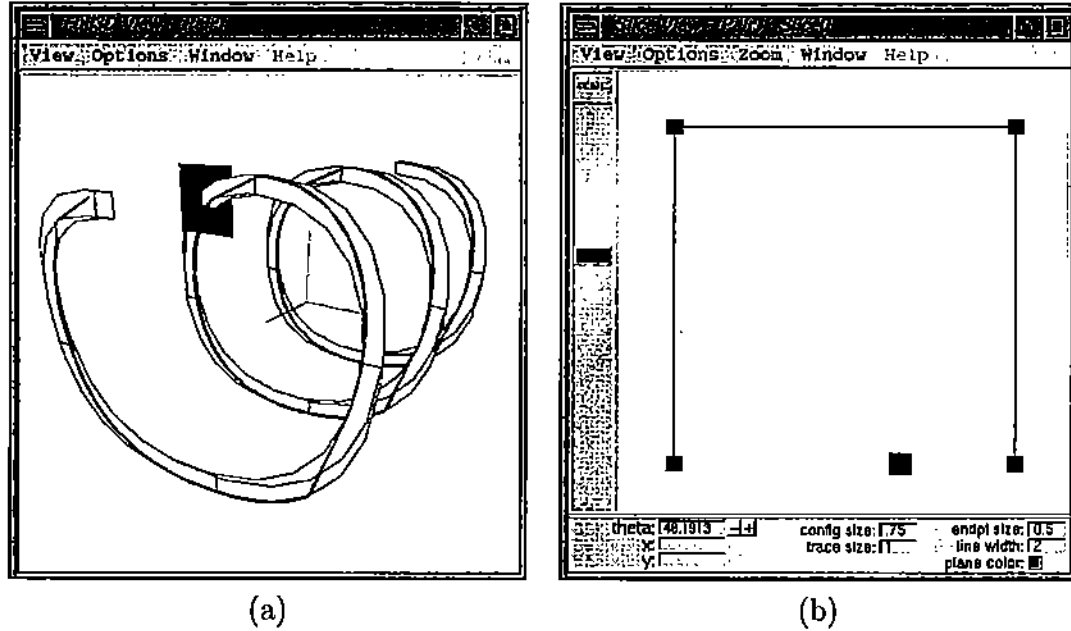 View Options Window Help
View Options Zoom Window Help
theta: 48.1913 -+ config size: .75 endpt size: 0.5
x: trace size: 1 line width: 2
y: plane color:
(a) (b)